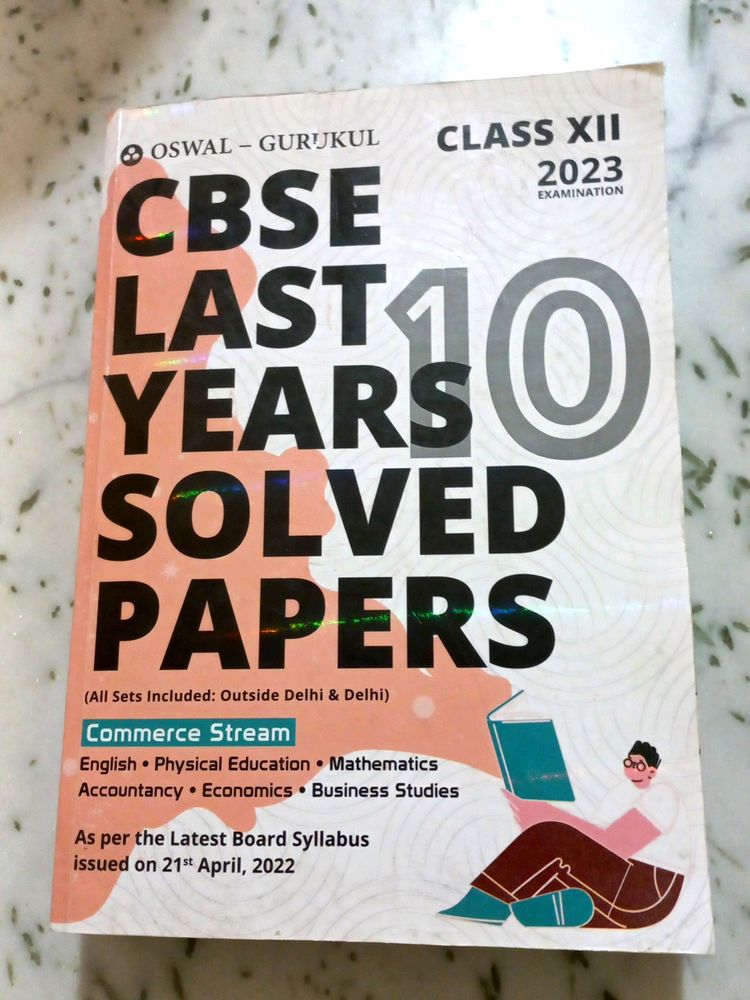 OSWAL – GURUKUL
CLASS XII
2023
EXAMINATION
CBSE
LAST
10
YEARS
SOLVED
PAPERS
(All Sets Included: Outside Delhi & Delhi)
Commerce Stream
English • Physical Education • Mathematics
Accountancy • Economics • Business Studies
As per the Latest Board Syllabus
issued on 21st April, 2022